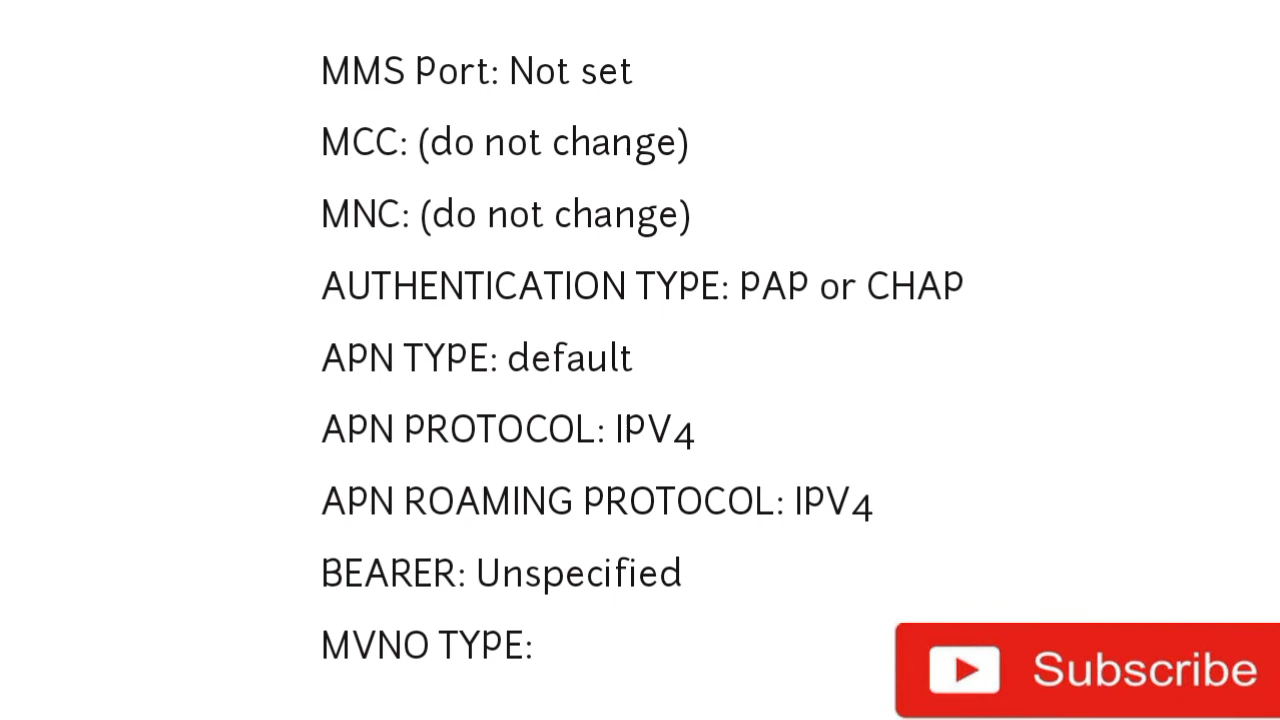 MMS Port: Not set
MCC: (do not change)
MNC: (do not change)
AUTHENTICATION TYPE: PAP or CHAP
APN TYPE: default
APN PROTOCOL: IPV4
APN ROAMING PROTOCOL: IPV4
BEARER: Unspecified
MVNO TYPE:
Subscribe